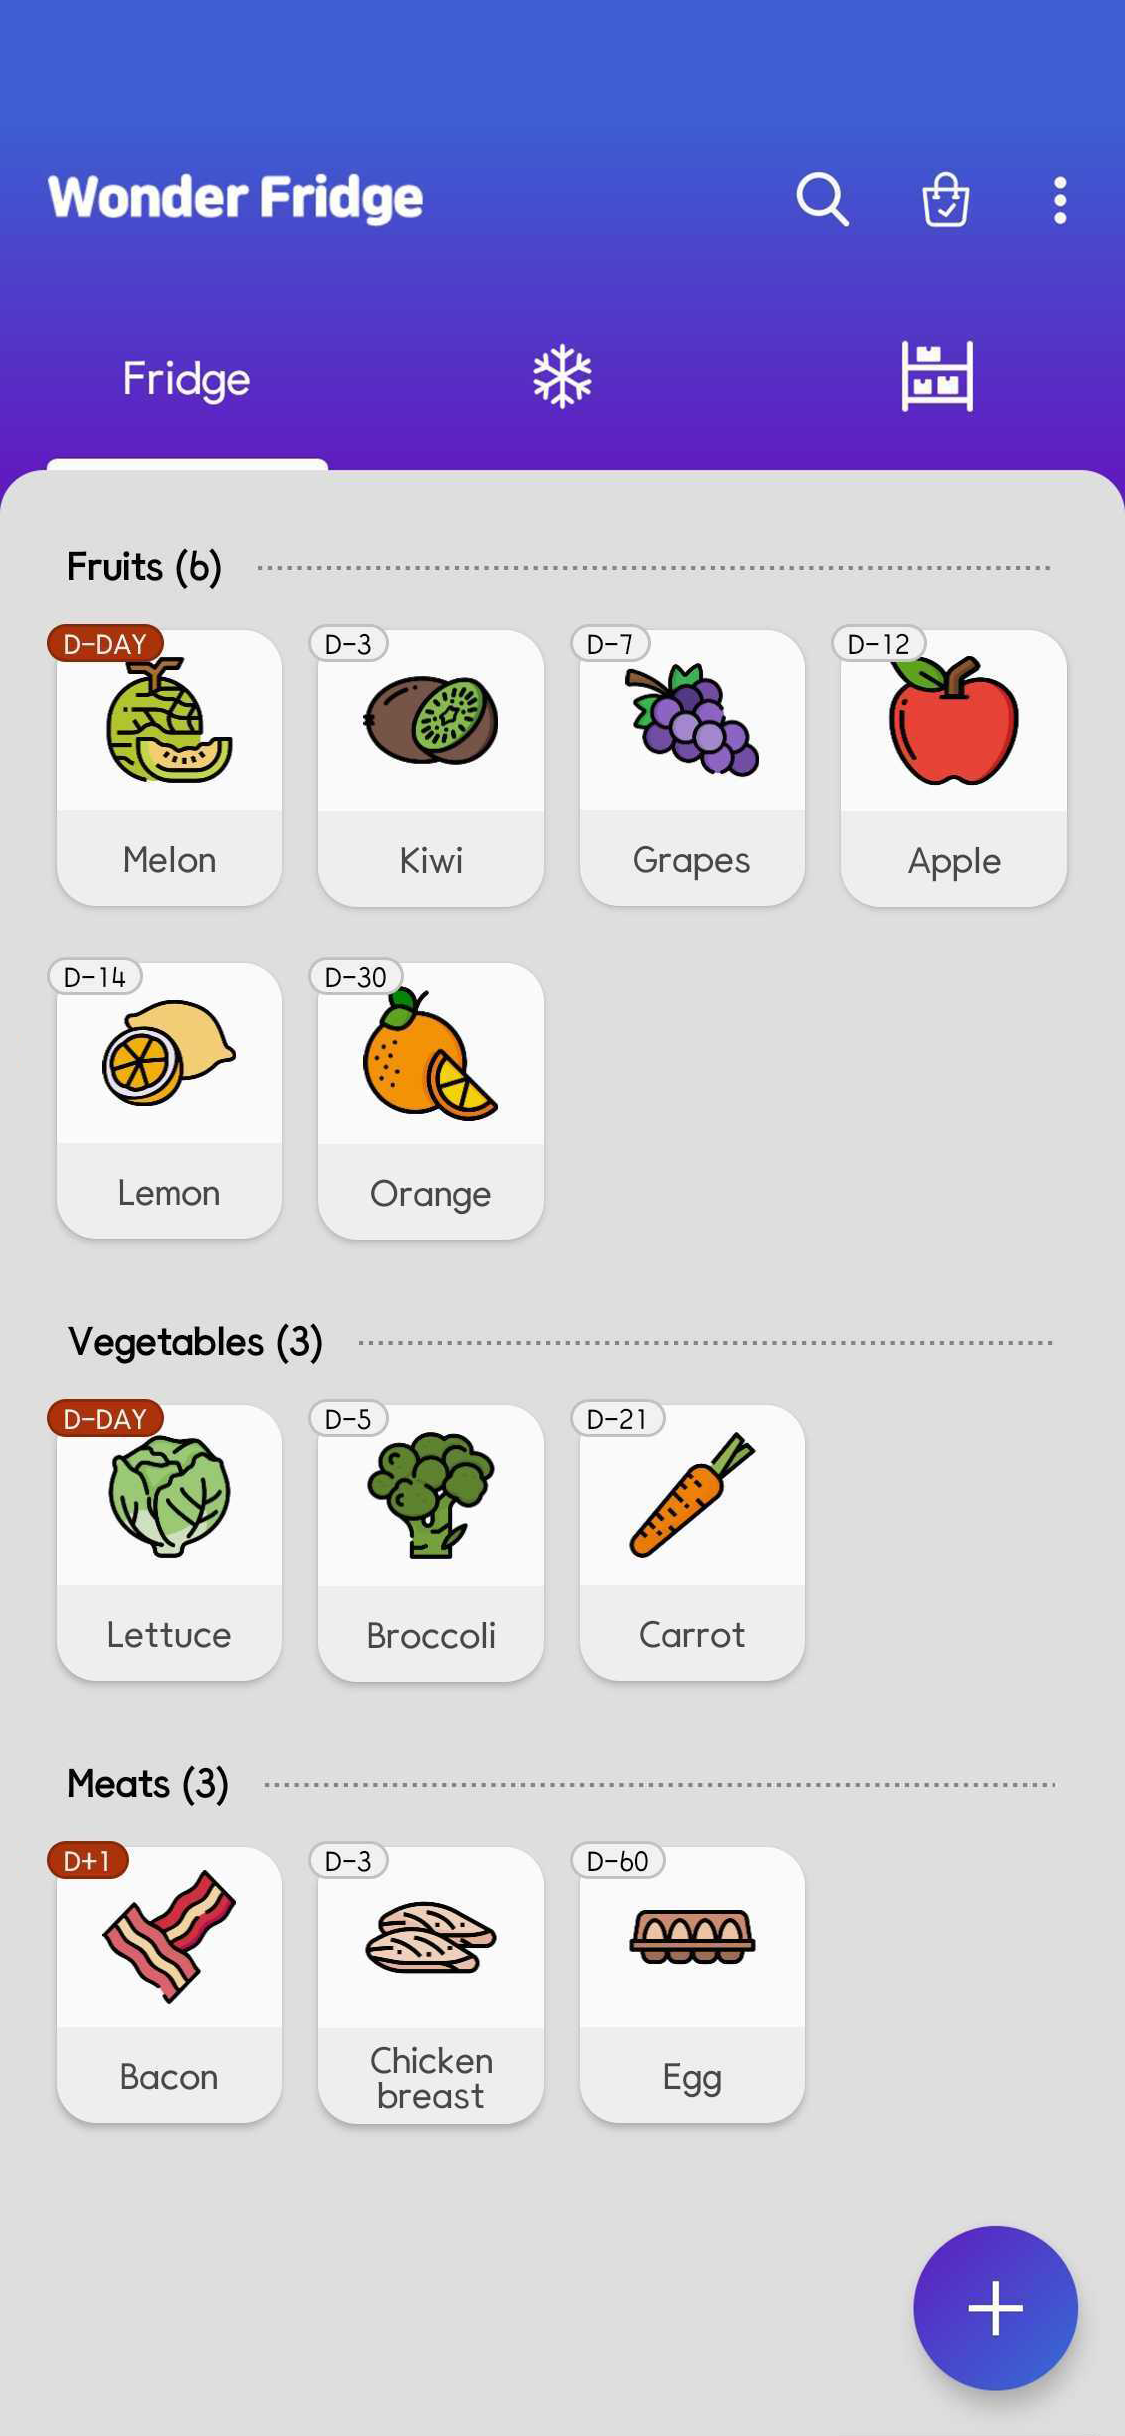 Wonder Fridge
Fridge
Fruits (6)
D-DAY
D-3
D-7
D-12
Melon
Kiwi
Grapes
Apple
D-14
D-30
Lemon
Orange
Vegetables (3)
D-DAY
D-5
D-21
Lettuce
Broccoli
Carrot
Meats (3)
D+1
D-3
D-60
Bacon
Chicken
breast
Egg